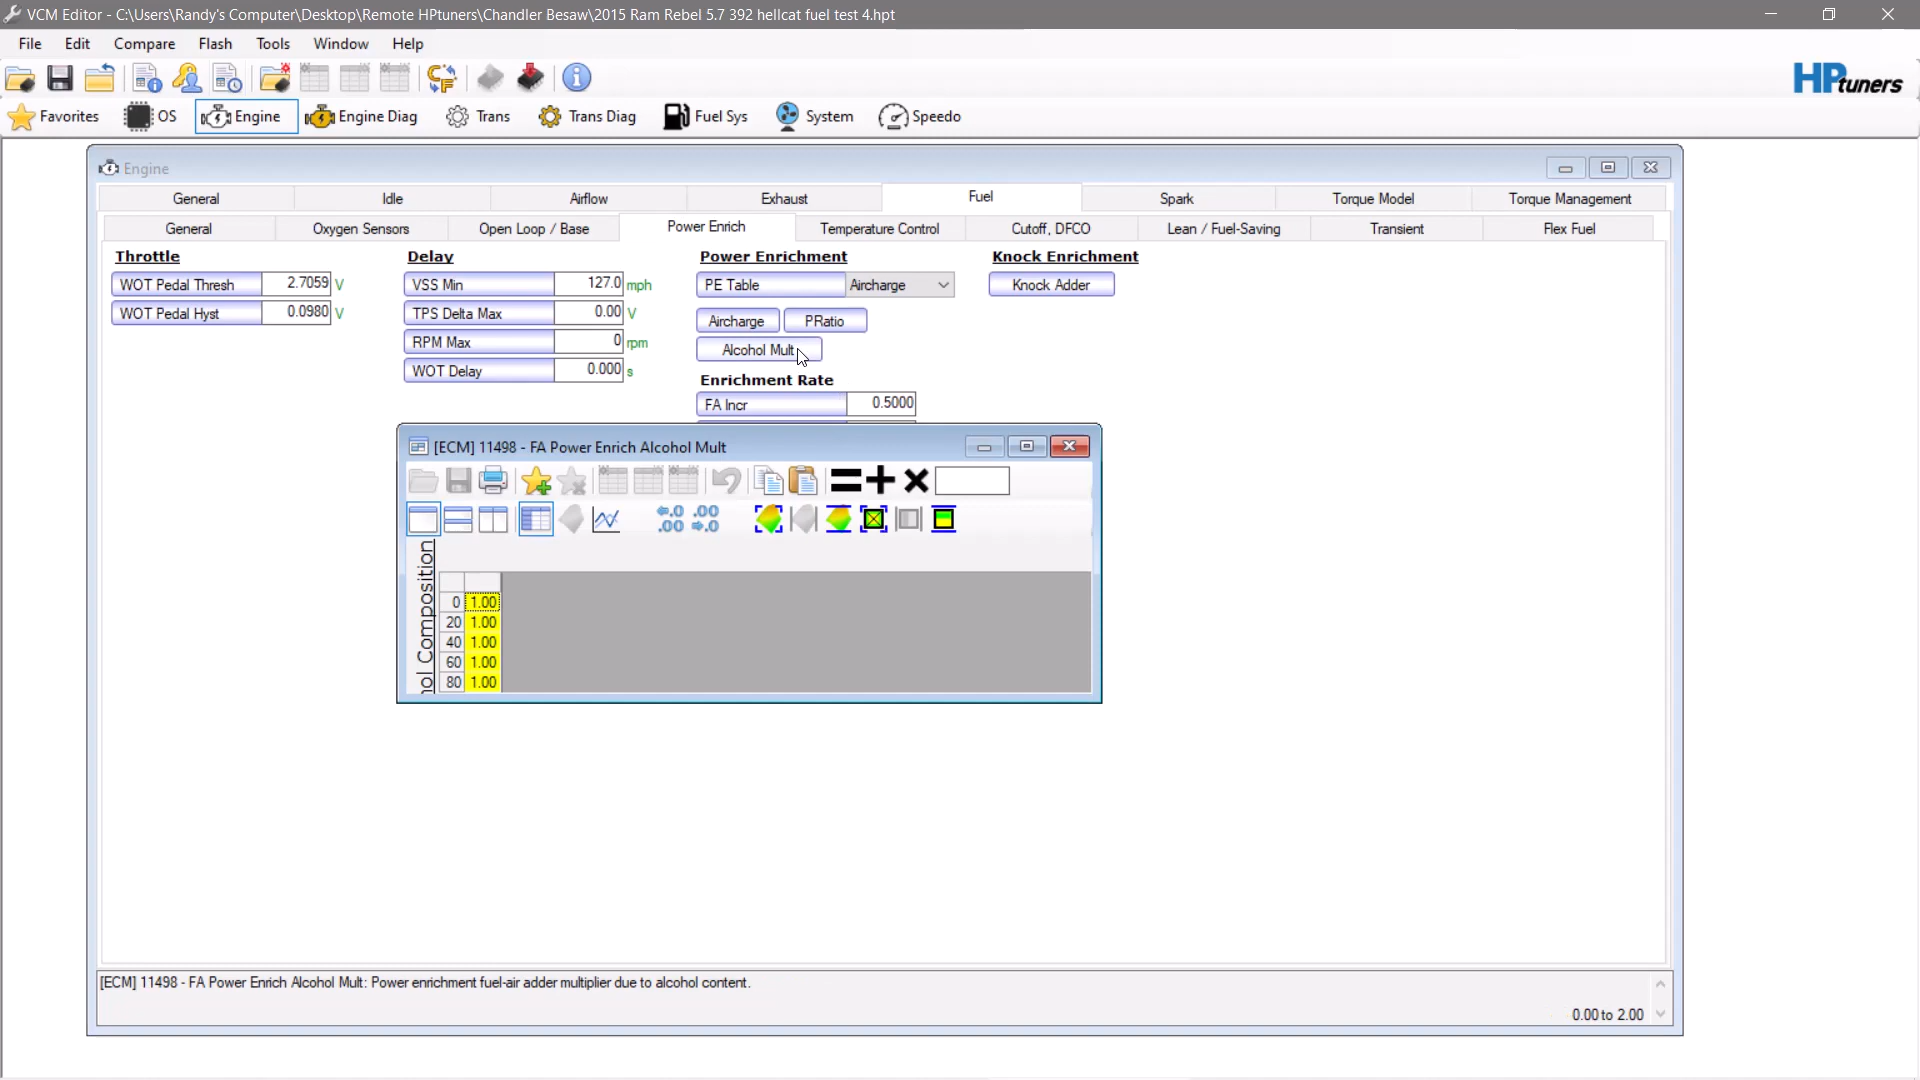 VCM Editor - C:\Users\Randy's Computer\Desktop\Remote HPtuners\Chandler Besaw\2015 Ram Rebel 5.7 392 hellcat fuel test 4.hpt
File Edit Compare Flash Tools Window Help
HPtuners
Favorites OS Engine Engine Diag Trans Trans Diag Fuel Sys System Speedo
Engine
General Idle Airflow Exhaust Fuel Spark Torque Model Torque Management
General Oxygen Sensors Open Loop / Base Power Enrich Temperature Control Cutoff, DFCO Lean / Fuel-Saving Transient Flex Fuel
Throttle Delay Power Enrichment Knock Enrichment
WOT Pedal Thresh 2.7059 V VSS Min 127.0 mph PE Table Aircharge Knock Adder
WOT Pedal Hyst 0.0980 V TPS Delta Max 0.00 V Aircharge PRatio
RPM Max 0 rpm Alcohol Mult
WOT Delay 0.000 s Enrichment Rate
FA Incr 0.5000
[ECM] 11498 - FA Power Enrich Alcohol Mult
.0 .00
.00 .0
Composition
0 1.00
20 1.00
40 1.00
60 1.00
80 1.00
[ECM] 11498 - FA Power Enrich Alcohol Mult: Power enrichment fuel-air adder multiplier due to alcohol content.
0.00 to 2.00